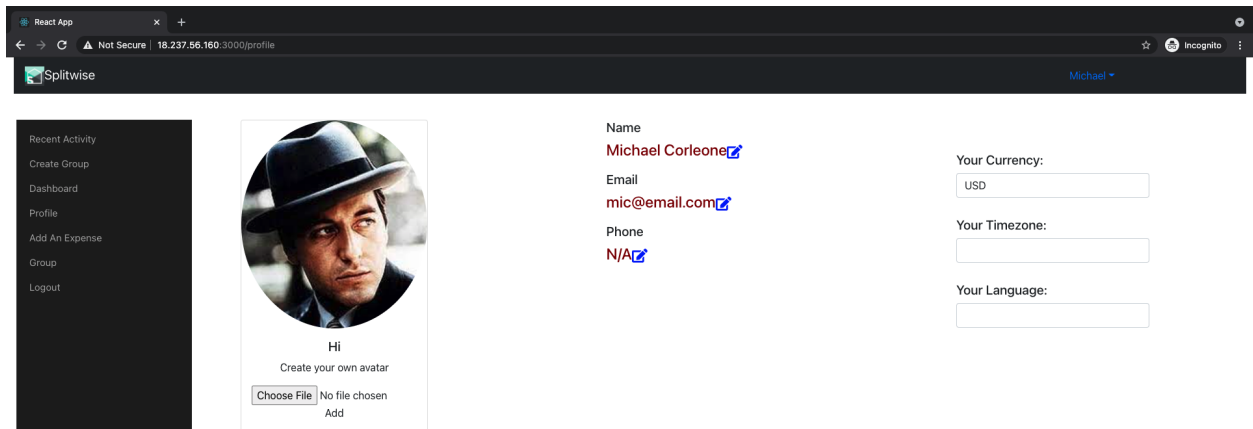 React App
Not Secure | 18.237.56.160:3000/profile
Incognito
Splitwise
Michael
Recent Activity
Create Group
Dashboard
Profile
Add An Expense
Group
Logout
Hi
Create your own avatar
Choose File No file chosen
Add
Name
Michael Corleone
Email
mic@email.com
Phone
N/A
Your Currency:
USD
Your Timezone:
Your Language: